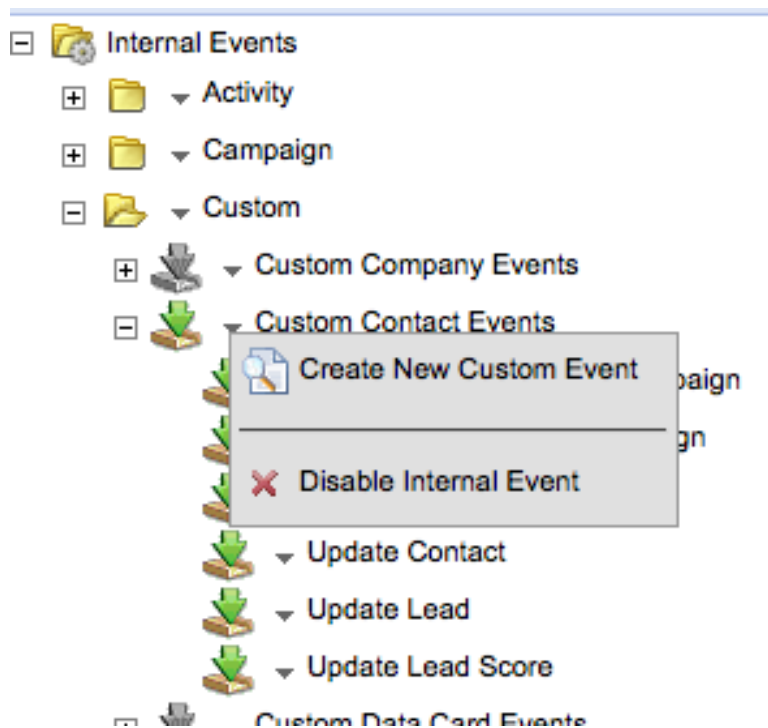 Internal Events
Activity
Campaign
Custom
Custom Company Events
Custom Contact Events
Create New Custom Event
Disable Internal Event
Update Contact
Update Lead
Update Lead Score
Custom Data Card Events